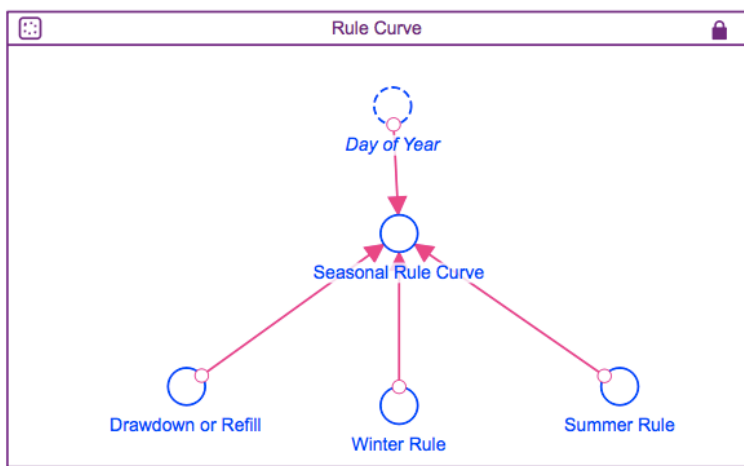 Rule Curve
Day of Year
Seasonal Rule Curve
Drawdown or Refill
Winter Rule
Summer Rule